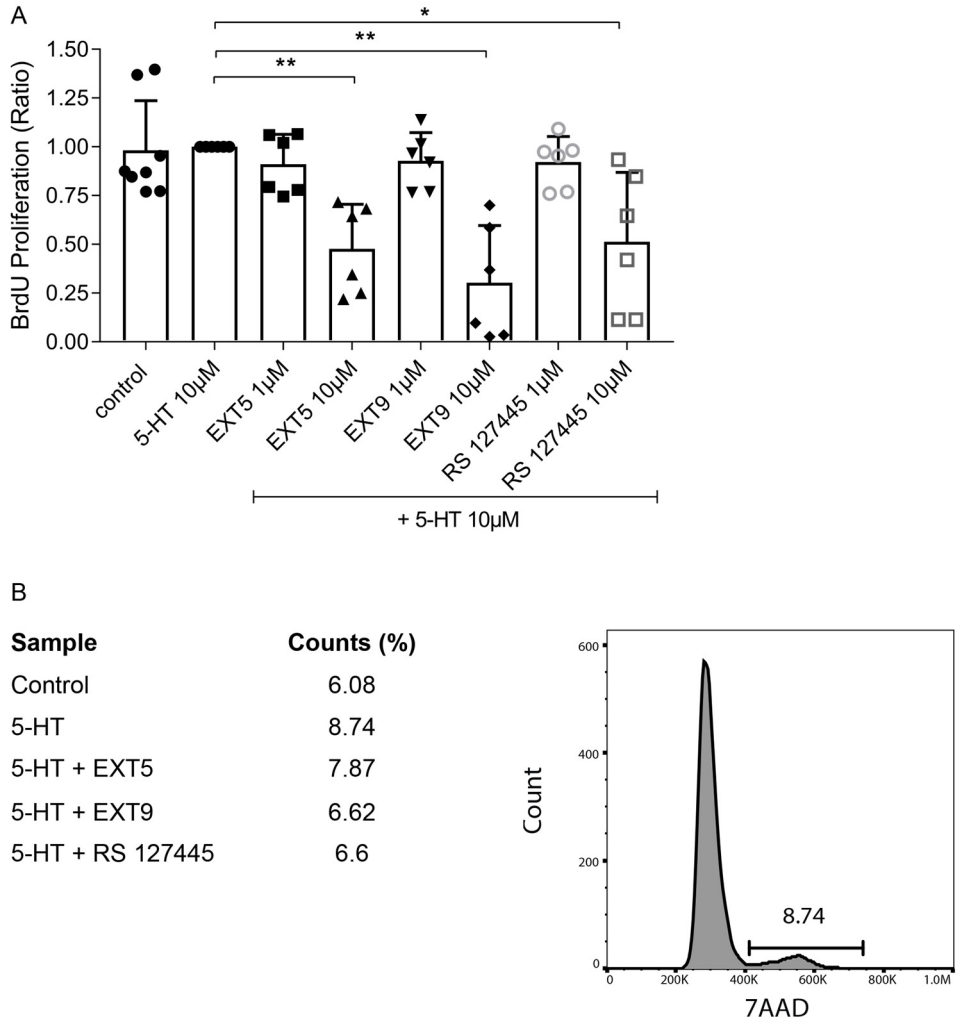 A
*
**
**
BrdU Proliferation (Ratio)
1.50
1.25
1.00
0.75
0.50
0.25
0.00
control
5-HT 10µM
EXT5 1µM
EXT5 10µM
EXT9 1µM
EXT9 10µM
RS 127445 1µM
RS 127445 10µM
+ 5-HT 10µM
B
Sample Counts (%)
Control 6.08
5-HT 8.74
5-HT + EXT5 7.87
5-HT + EXT9 6.62
5-HT + RS 127445 6.6
Count
600
400
200
0
8.74
0 200K 400K 600K 800K 1.0M
7AAD